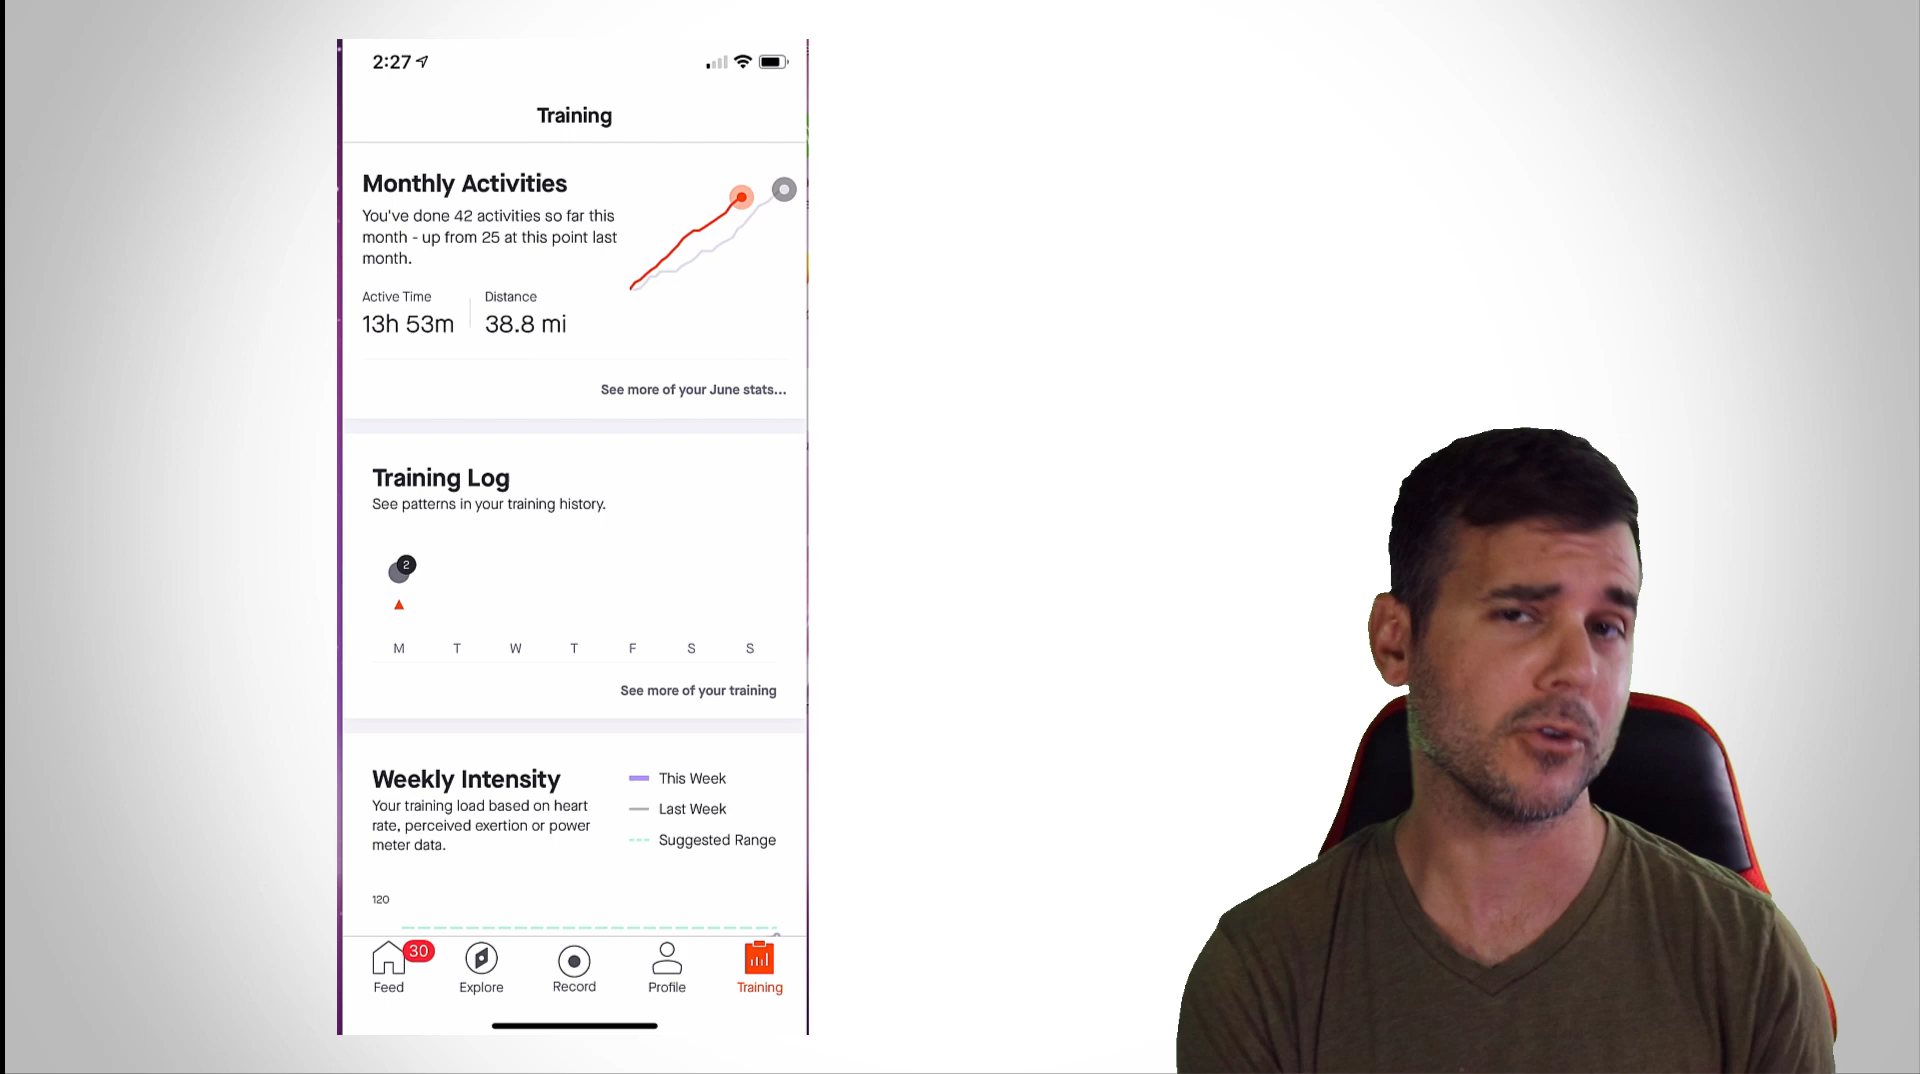 2:27
Training
Monthly Activities
You've done 42 activities so far this
month - up from 25 at this point last
month.
Active Time
Distance
13h 53m
38.8 mi
See more of your June stats...
Training Log
See patterns in your training history.
2
M T W T F S S
See more of your training
Weekly Intensity
Your training load based on heart
rate, perceived exertion or power
meter data.
This Week
Last Week
Suggested Range
120
30
Feed
Explore
Record
Profile
Training